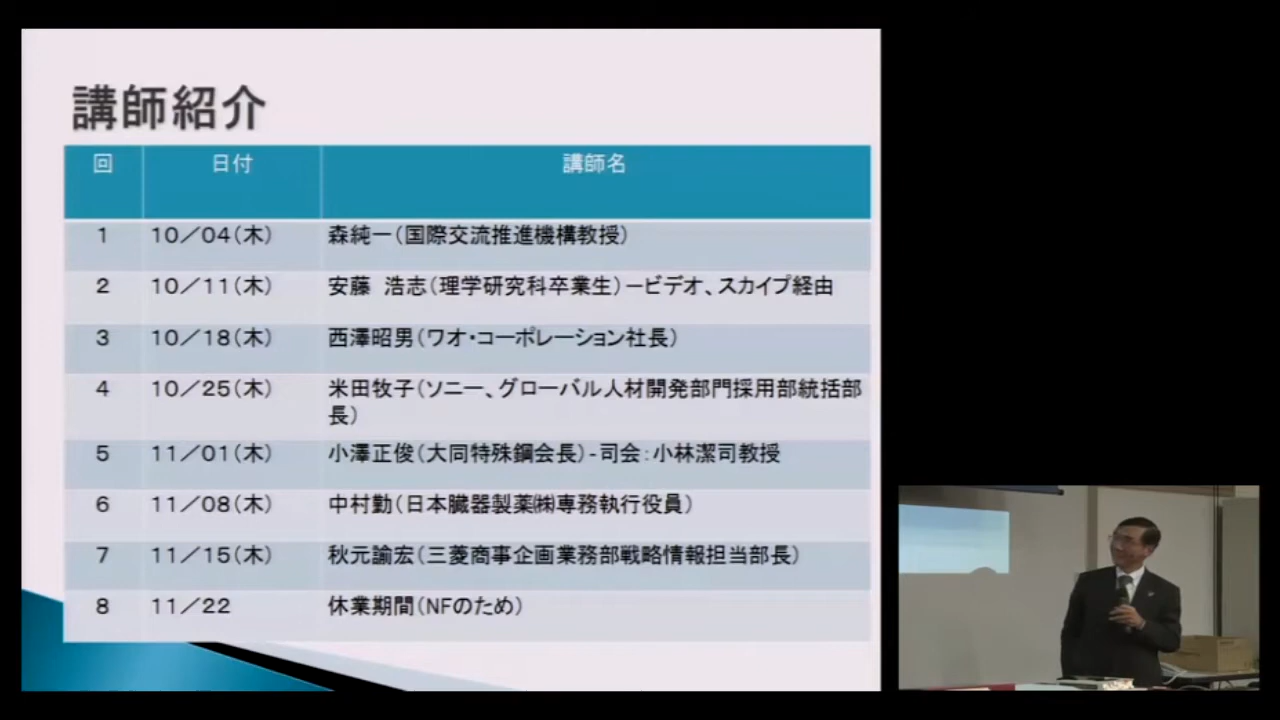 講師紹介
回 日付 講師名
1 10／04(木) 森純一(国際交流推進機構教授)
2 10／11(木) 安藤 浩志(理学研究科卒業生)－ビデオ、スカイプ経由
3 10／18(木) 西澤昭男(ワオ・コーポレーション社長)
4 10／25(木) 米田牧子(ソニー、グローバル人材開発部門採用部統括部
長)
5 11／01(木) 小澤正俊(大同特殊鋼会長)-司会:小林潔司教授
6 11／08(木) 中村勤(日本臓器製薬㈱専務執行役員)
7 11／15(木) 秋元諭宏(三菱商事企画業務部戦略情報担当部長)
8 11／22 休業期間(NFのため)